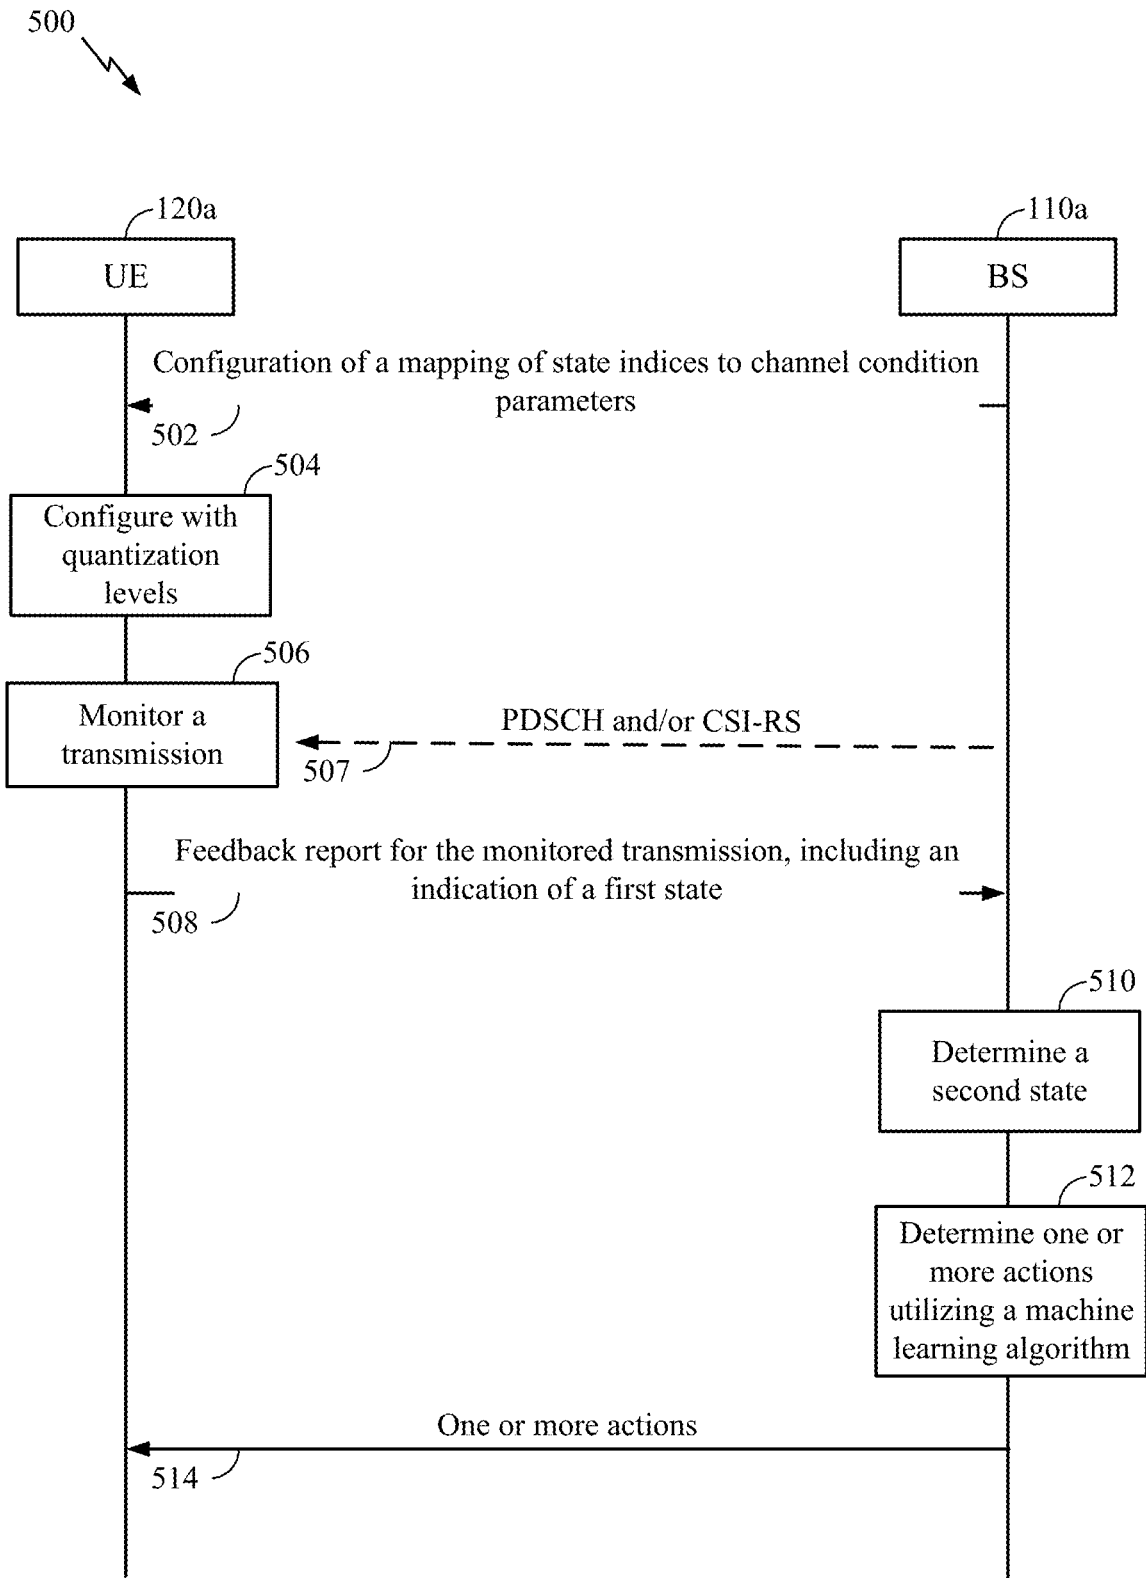 500
120a
110a
UE
BS
Configuration of a mapping of state indices to channel condition
parameters
502
504
Configure with
quantization
levels
506
Monitor a
transmission
PDSCH and/or CSI-RS
507
Feedback report for the monitored transmission, including an
indication of a first state
508
510
Determine a
second state
512
Determine one or
more actions
utilizing a machine
learning algorithm
One or more actions
514